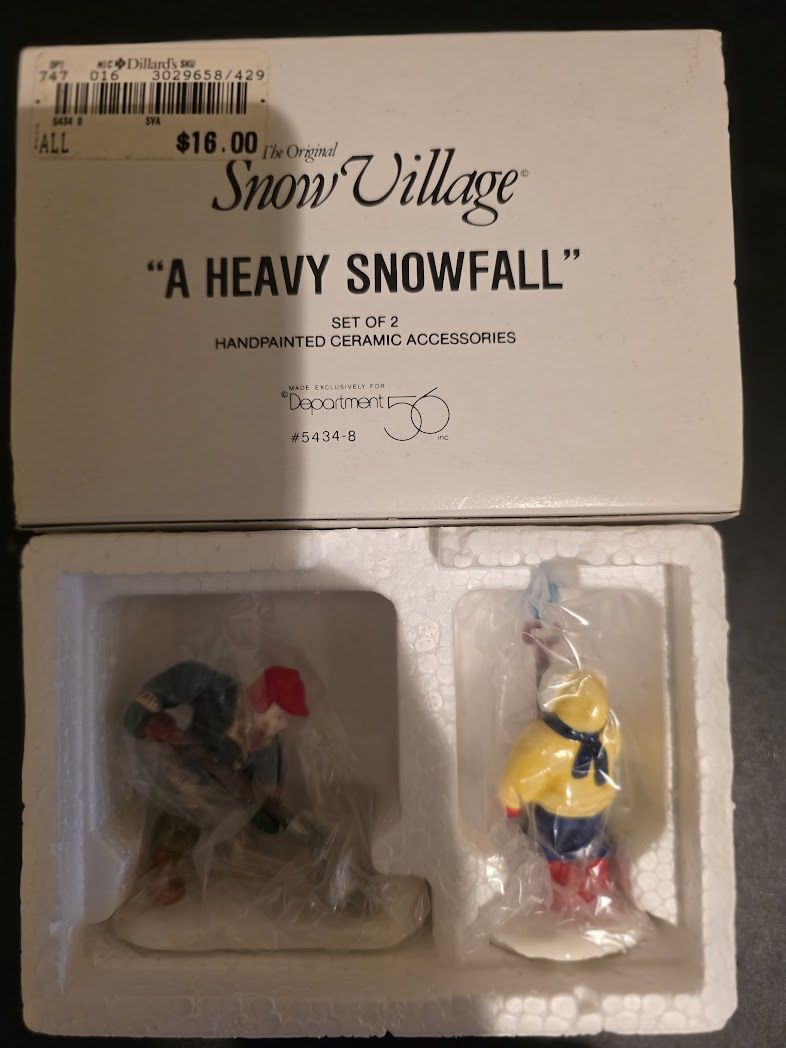 DPT MIC Dillard's SKU
747 016 3029658/429
5434 8 SVA
ALL $16.00
The Original
Snow Village©
"A HEAVY SNOWFALL"
SET OF 2
HANDPAINTED CERAMIC ACCESSORIES
MADE EXCLUSIVELY FOR
©Department 56
inc
#5434-8